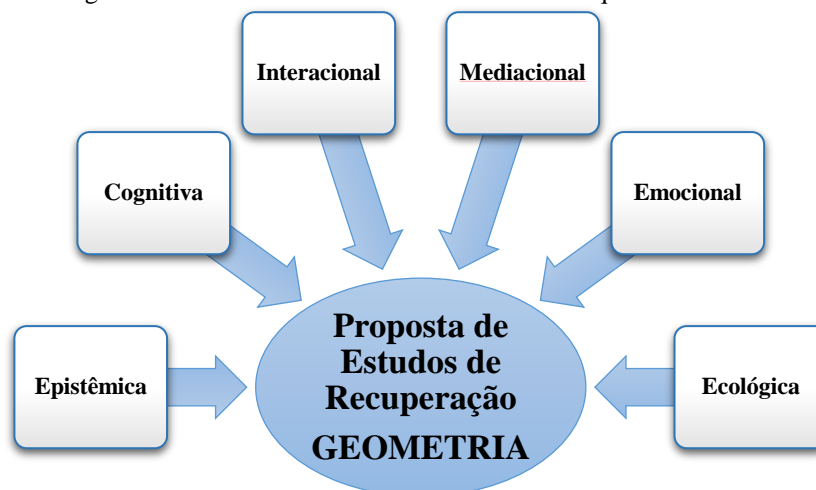 Interacional
Mediacional
Cognitiva
Emocional
Epistêmica
Proposta de
Estudos de
Recuperação
GEOMETRIA
Ecológica